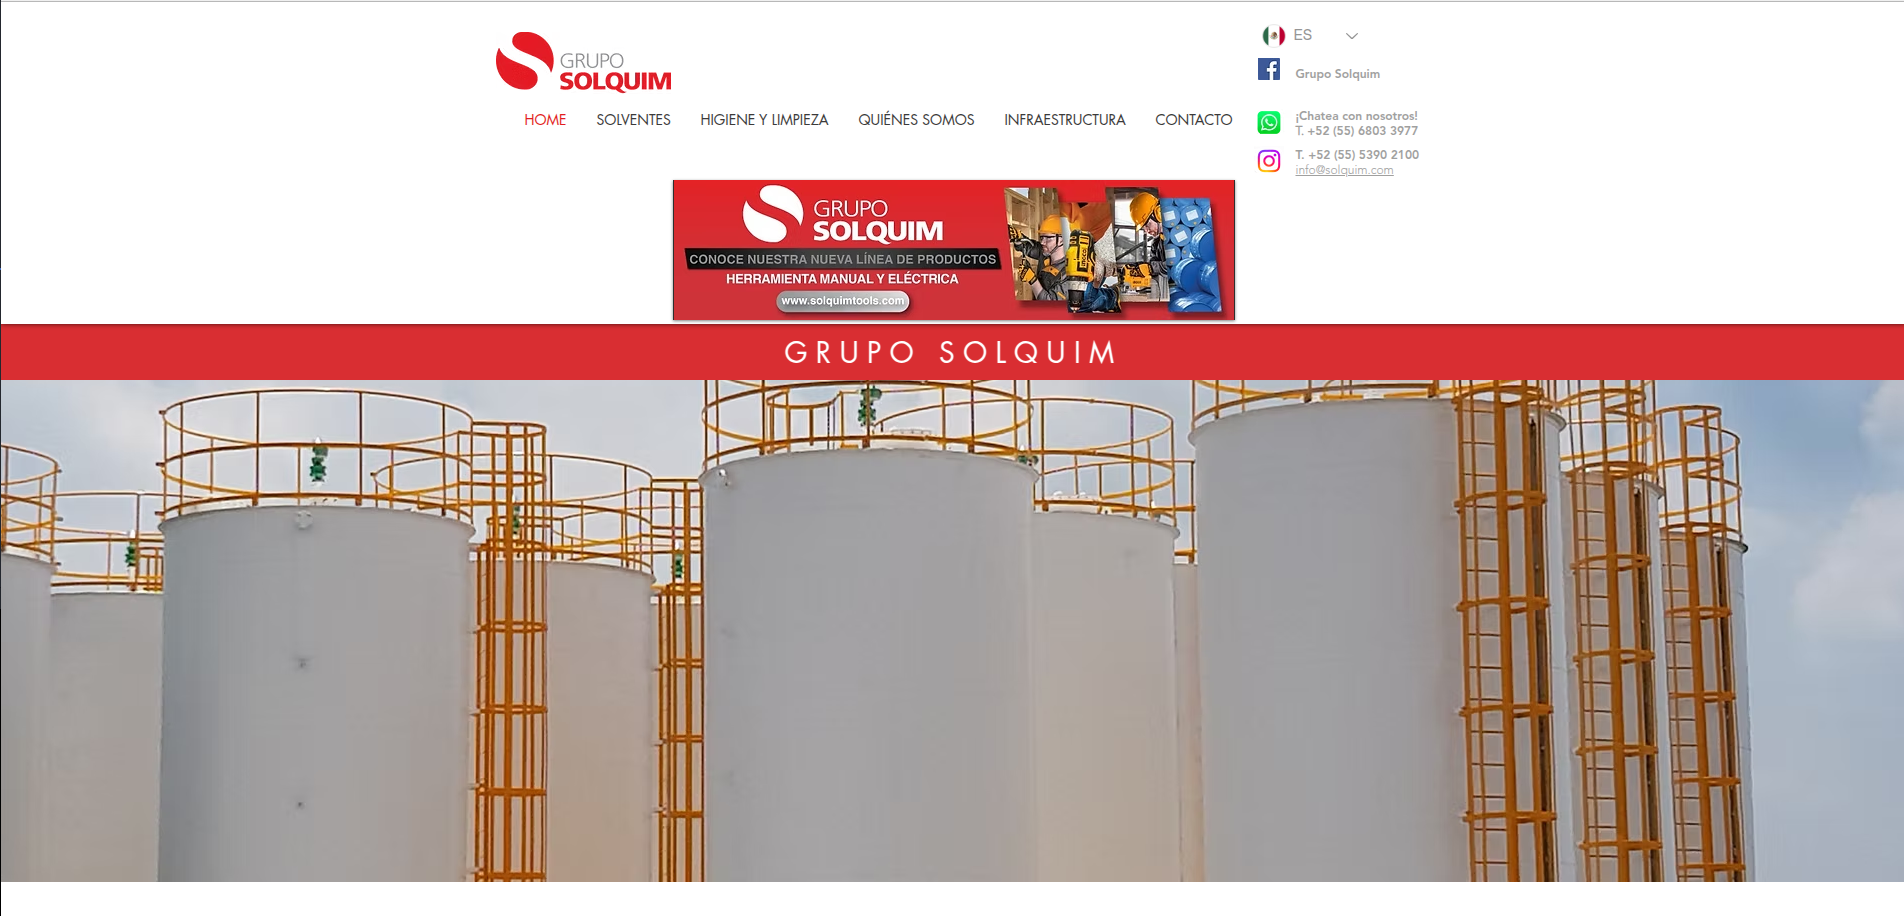 GRUPO
SOLQUIM
ES
Grupo Solquim
HOME SOLVENTES HIGIENE Y LIMPIEZA QUIÉNES SOMOS INFRAESTRUCTURA CONTACTO
¡Chatea con nosotros!
T. +52 (55) 6803 3977
T. +52 (55) 5390 2100
info@solquim.com
GRUPO
SOLQUIM
CONOCE NUESTRA NUEVA LÍNEA DE PRODUCTOS
HERRAMIENTA MANUAL Y ELÉCTRICA
www.solquimtools.com
GRUPO SOLQUIM